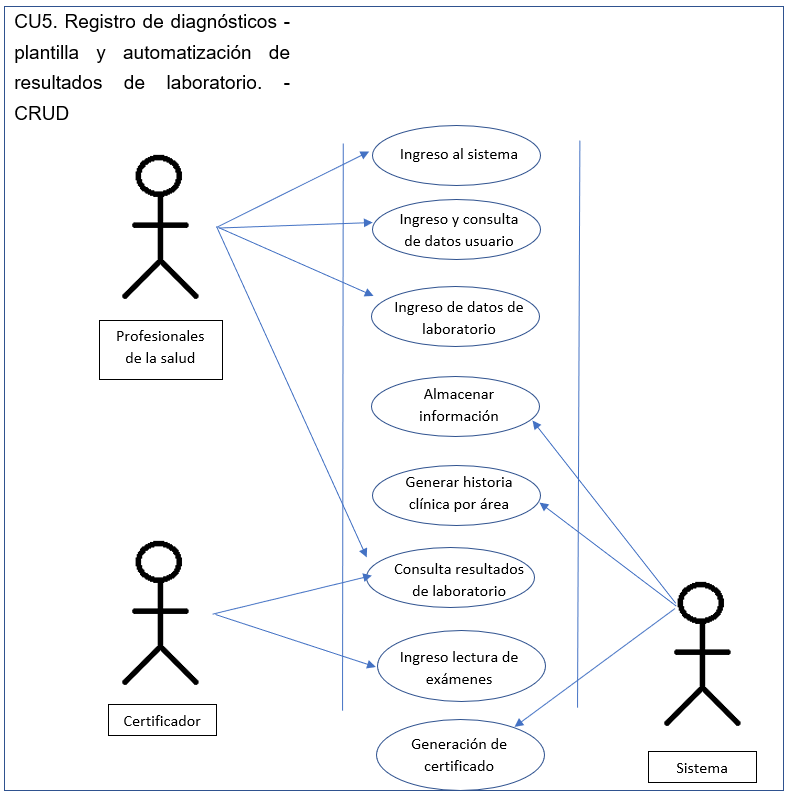 CU5. Registro de diagnósticos -
plantilla y automatización de
resultados de laboratorio. -
CRUD
Ingreso al sistema
Ingreso y consulta
de datos usuario
Ingreso de datos de
laboratorio
Profesionales
de la salud
Almacenar
información
Generar historia
clínica por área
Consulta resultados
de laboratorio
Ingreso lectura de
exámenes
Certificador
Generación de
certificado
Sistema